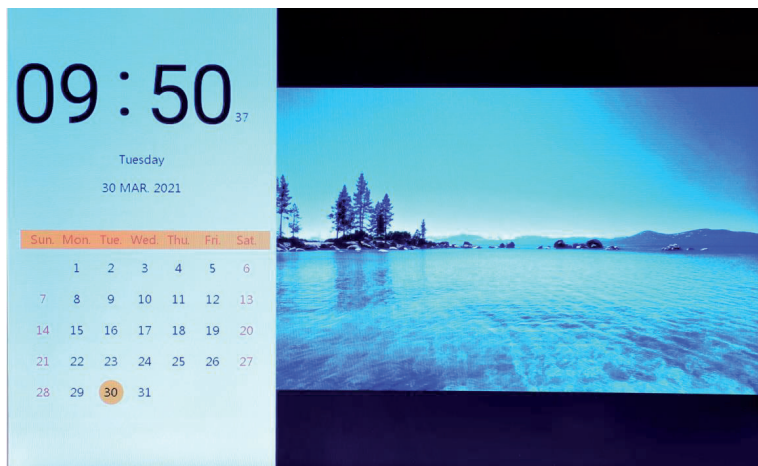 09 : 50 37
Tuesday
30 MAR. 2021
Sun. Mon. Tue. Wed. Thu. Fri. Sat.
1 2 3 4 5 6
7 8 9 10 11 12 13
14 15 16 17 18 19 20
21 22 23 24 25 26 27
28 29 30 31